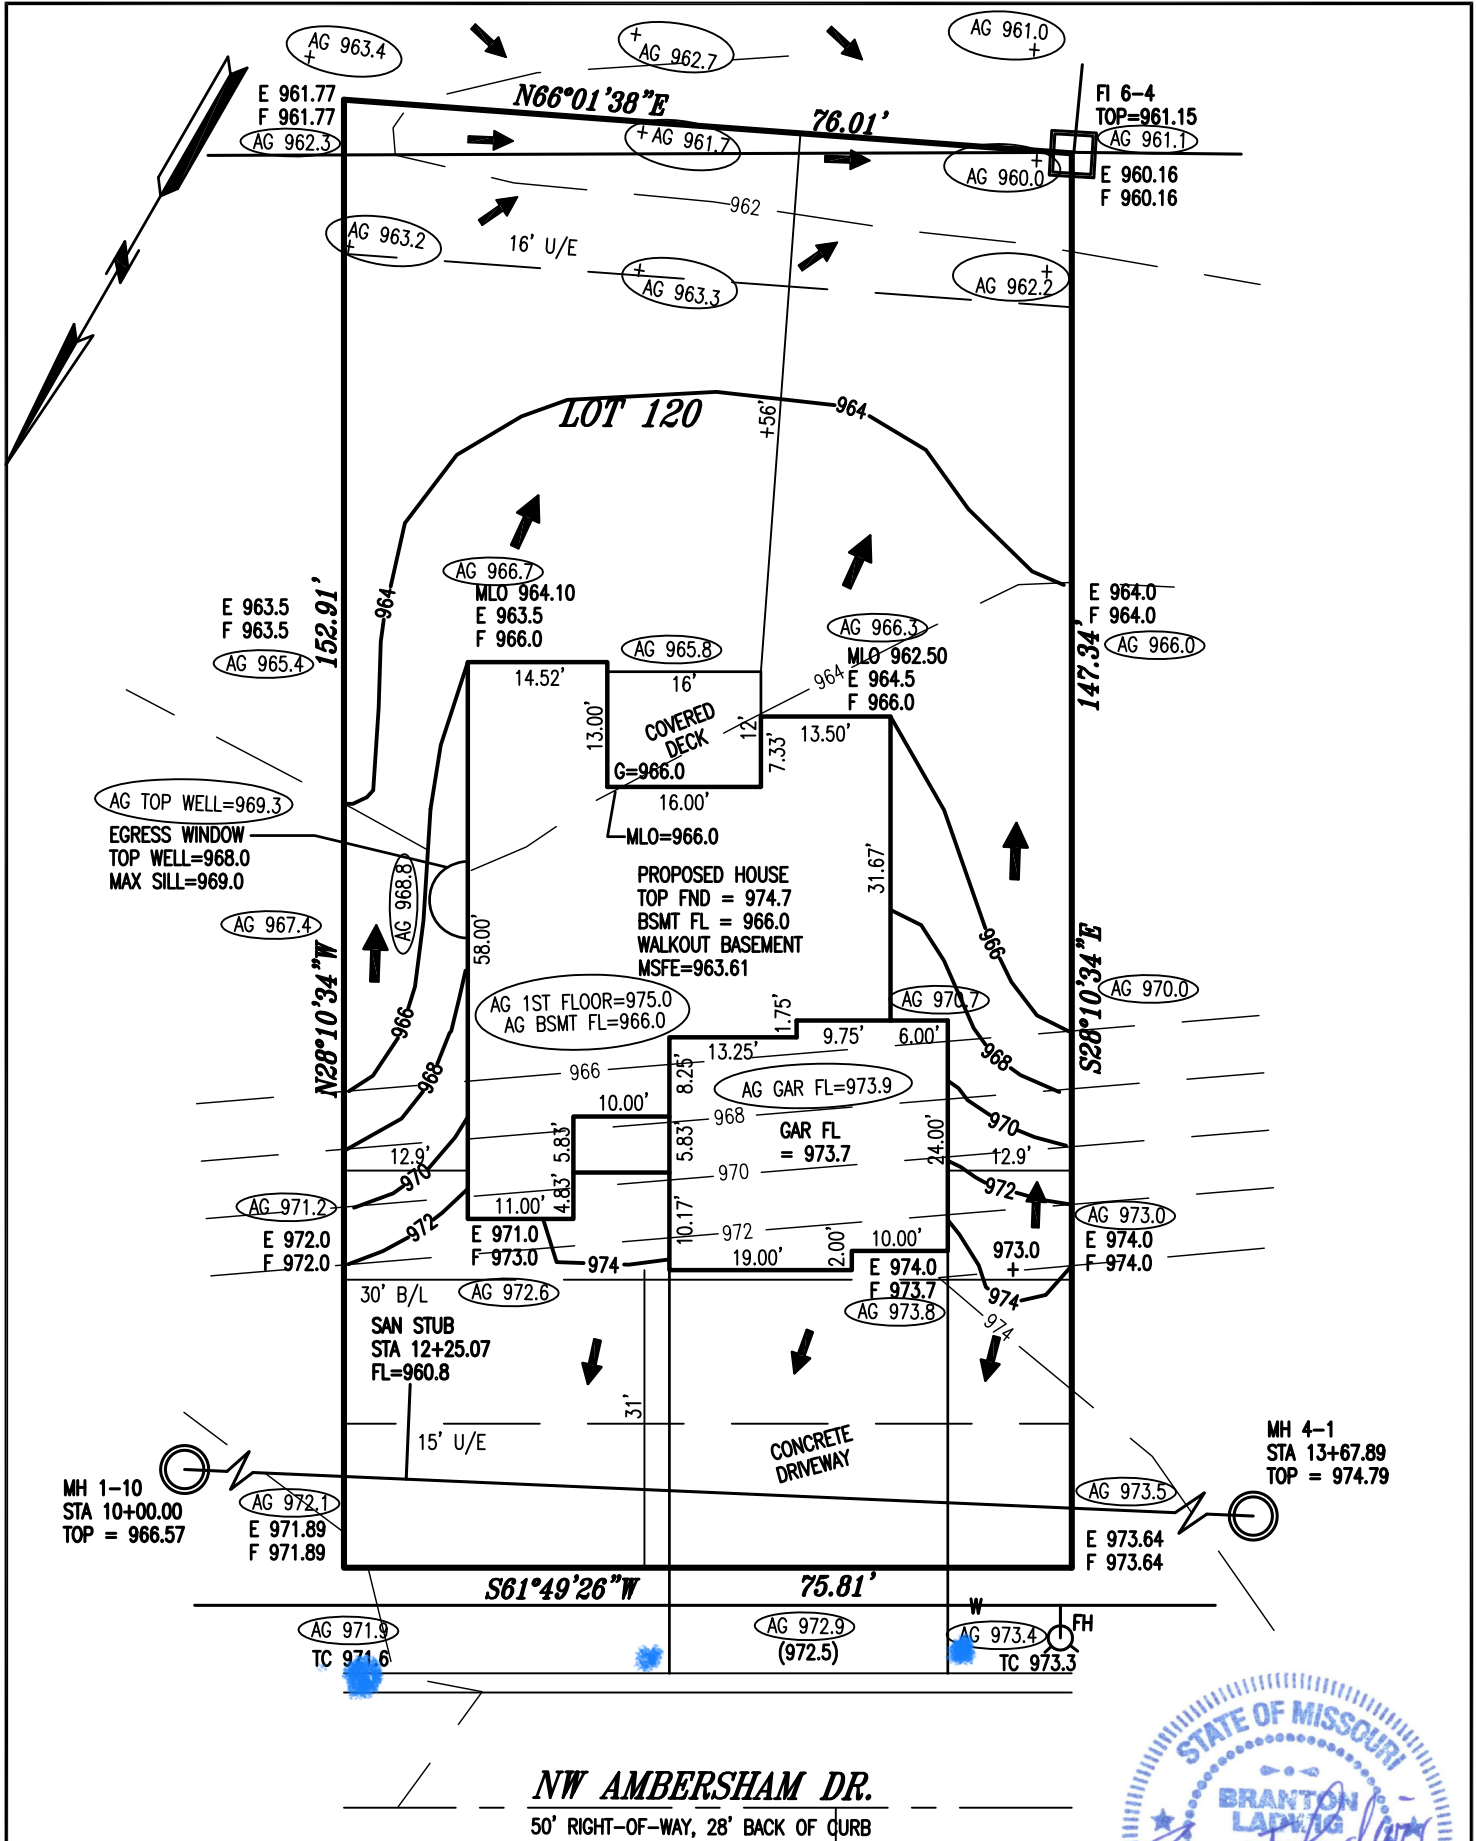 AG 963.4
AG 962.7
AG 961.0
E 961.77
F 961.77
AG 962.3
N66°01'38"E
76.01'
FI 6-4
TOP=961.15
AG 961.1
AG 961.7
AG 960.0
E 960.16
F 960.16
962
AG 963.2
16' U/E
AG 963.3
AG 962.2
LOT 120
+56'
964
964
AG 966.7
MLO 964.10
E 963.5
F 966.0
E 963.5
F 963.5
AG 965.4
152.91'
E 964.0
F 964.0
AG 966.0
147.34'
AG 966.3
MLO 962.50
E 964.5
F 966.0
964
AG 965.8
14.52'
16'
13.00'
COVERED
DECK
12'
7.33'
13.50'
G=966.0
16.00'
MLO=966.0
AG TOP WELL=969.3
EGRESS WINDOW
TOP WELL=968.0
MAX SILL=969.0
AG 968.8
AG 967.4
58.00'
PROPOSED HOUSE
TOP FND = 974.7
BSMT FL = 966.0
WALKOUT BASEMENT
MSFE=963.61
31.67'
966
N28°10'34"W
S28°10'34"E
AG 1ST FLOOR=975.0
AG BSMT FL=966.0
AG 970.7
AG 970.0
1.75'
9.75'
6.00'
13.25'
966
966
968
968
8.25'
AG GAR FL=973.9
10.00'
968
GAR FL
= 973.7
5.83'
5.83'
24.00'
970
12.9'
12.9'
970
970
972
4.83'
11.00'
10.17'
AG 971.2
E 972.0
F 972.0
972
E 971.0
F 973.0
974
972
19.00'
2.00'
10.00'
973.0
+
AG 973.0
E 974.0
F 974.0
E 974.0
F 973.7
AG 973.8
974
974
AG 972.6
30' B/L
SAN STUB
STA 12+25.07
FL=960.8
31'
15' U/E
CONCRETE
DRIVEWAY
MH 4-1
STA 13+67.89
TOP = 974.79
MH 1-10
STA 10+00.00
TOP = 966.57
AG 972.1
E 971.89
F 971.89
AG 973.5
E 973.64
F 973.64
S61°49'26"W
75.81'
W
FH
AG 971.9
TC 971.6
AG 972.9
(972.5)
AG 973.4
TC 973.3
STATE OF MISSOURI
BRANTON
LADWIG
NW AMBERSHAM DR.
50' RIGHT-OF-WAY, 28' BACK OF CURB